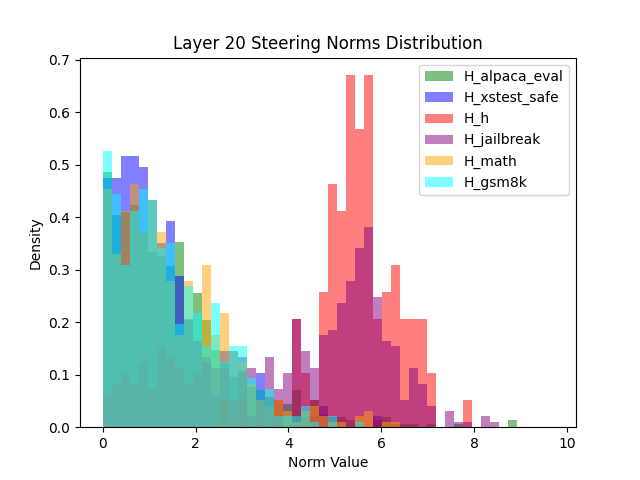 Layer 20 Steering Norms Distribution
H_alpaca_eval
H_xstest_safe
H_h
H_jailbreak
H_math
H_gsm8k
Density
0.7
0.6
0.5
0.4
0.3
0.2
0.1
0.0
0 2 4 6 8 10
Norm Value